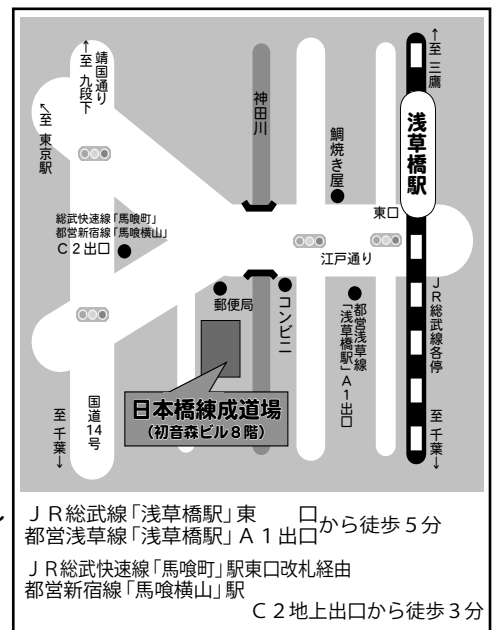 ↑至 九段下
靖国通り
↖至 東京駅
神田川
鯛焼き屋
↑至 三鷹
浅草橋駅
東口
総武快速線「馬喰町」
都営新宿線「馬喰横山」
C2出口
江戸通り
郵便局
コンビニ
都営浅草線
「浅草橋駅」A1出口
JR総武線各停
日本橋練成道場
(初音森ビル8階)
国道14号
至 千葉↓
至 千葉↓
JR総武線「浅草橋駅」東 口
都営浅草線「浅草橋駅」A1出口
から徒歩5分
JR総武快速線「馬喰町」駅東口改札経由
都営新宿線「馬喰横山」駅
C2地上出口から徒歩3分